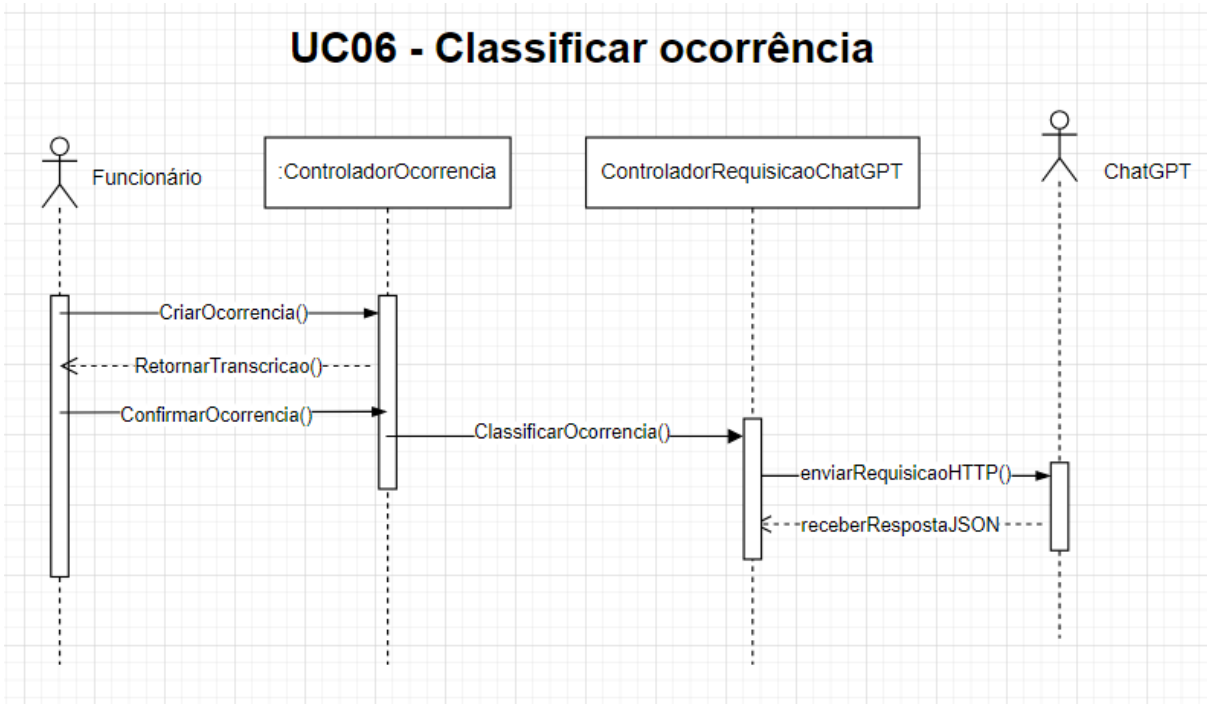 UC06 - Classificar ocorrência
Funcionário
:ControladorOcorrencia
ControladorRequisicaoChatGPT
ChatGPT
CriarOcorrencia()
RetornarTranscricao()
ConfirmarOcorrencia()
ClassificarOcorrencia()
enviarRequisicaoHTTP()
receberRespostaJSON